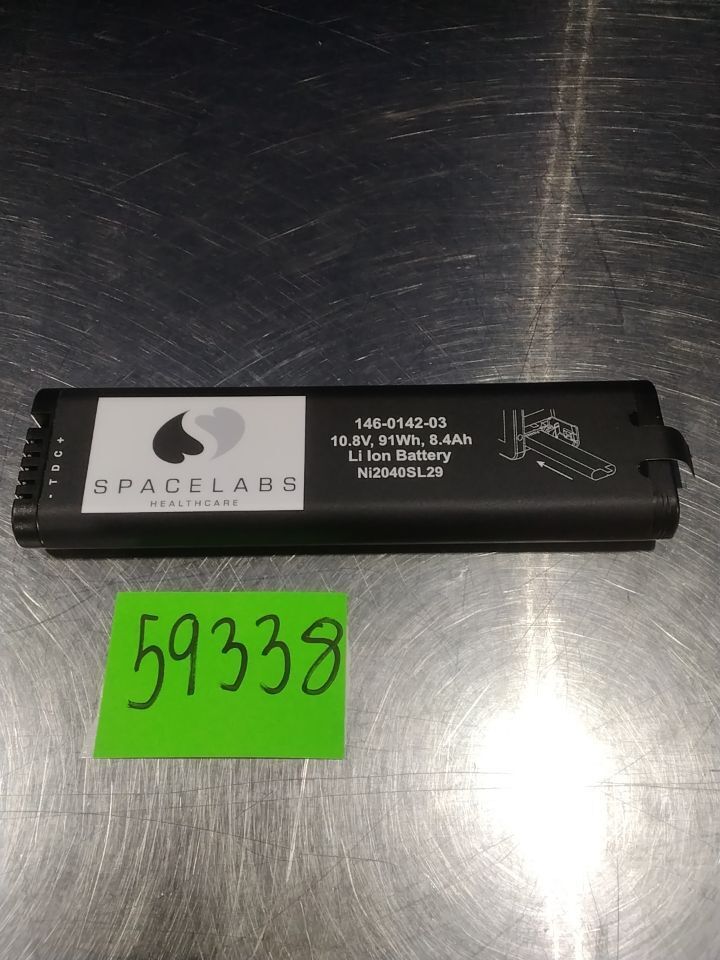 - T D C +
SPACELABS
HEALTHCARE
146-0142-03
10.8V, 91Wh, 8.4Ah
Li Ion Battery
Ni2040SL29
59338